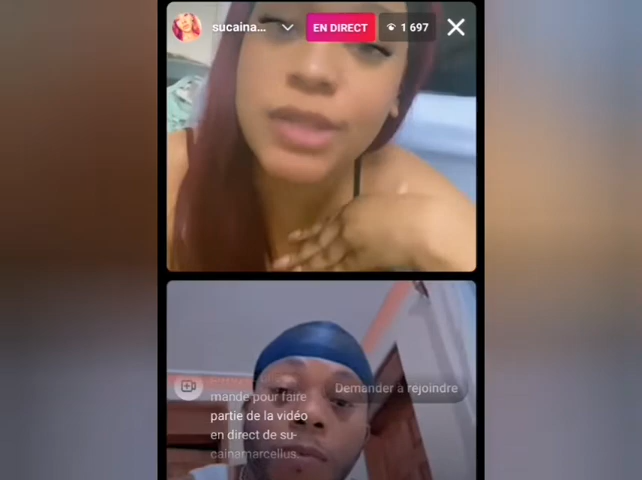 sucaina...
EN DIRECT
1 697
Demander à rejoindre
mande pour faire
partie de la vidéo
en direct de su-
cainamarcellus.